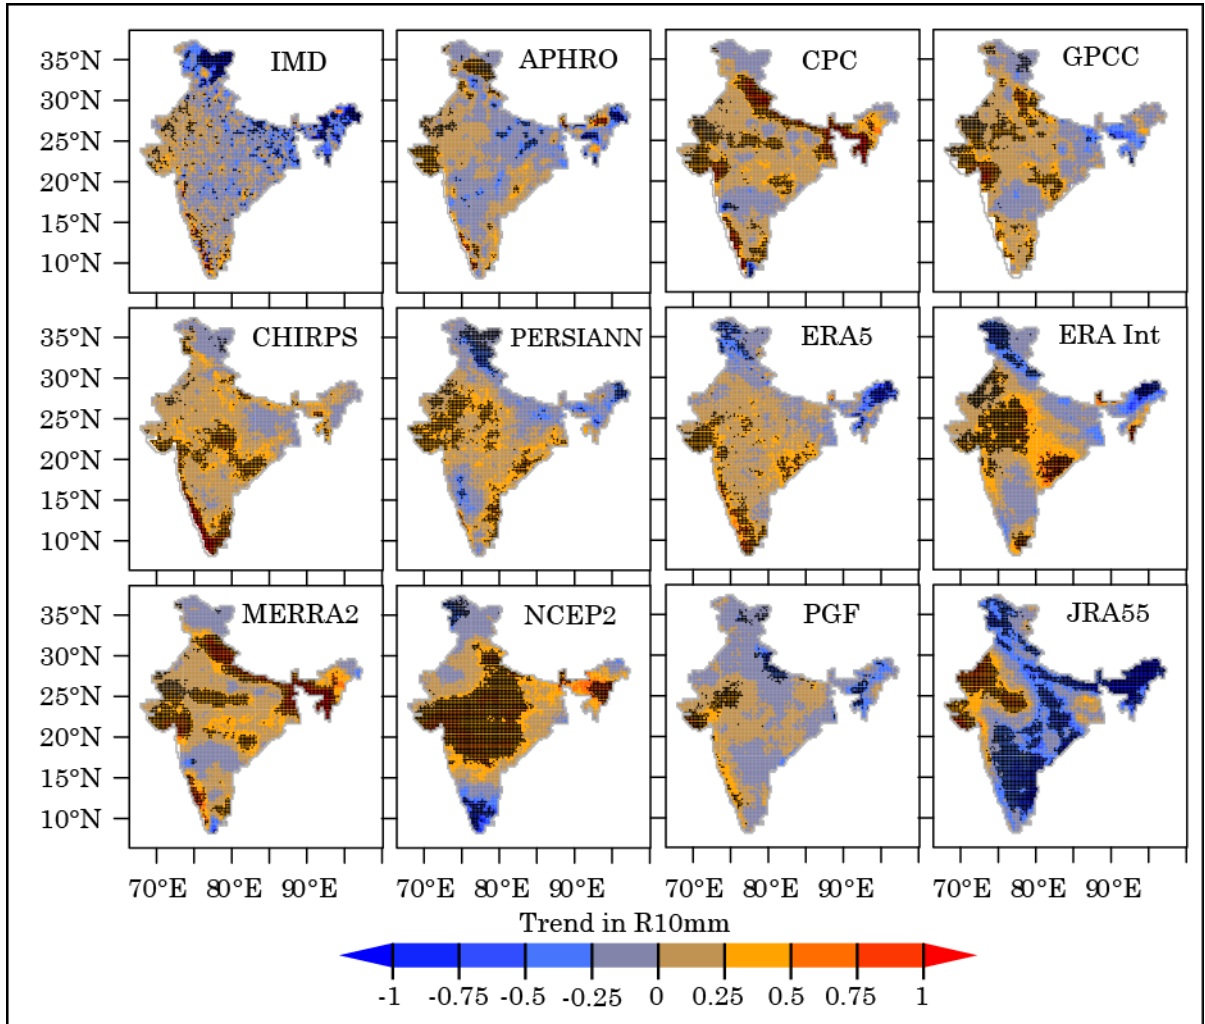 IMD APHRO CPC GPCC
35°N
30°N
25°N
20°N
15°N
10°N
CHIRPS PERSIANN ERA5 ERA Int
35°N
30°N
25°N
20°N
15°N
10°N
MERRA2 NCEP2 PGF JRA55
35°N
30°N
25°N
20°N
15°N
10°N
70°E 80°E 90°E 70°E 80°E 90°E 70°E 80°E 90°E 70°E 80°E 90°E
Trend in R10mm
-1 -0.75 -0.5 -0.25 0 0.25 0.5 0.75 1